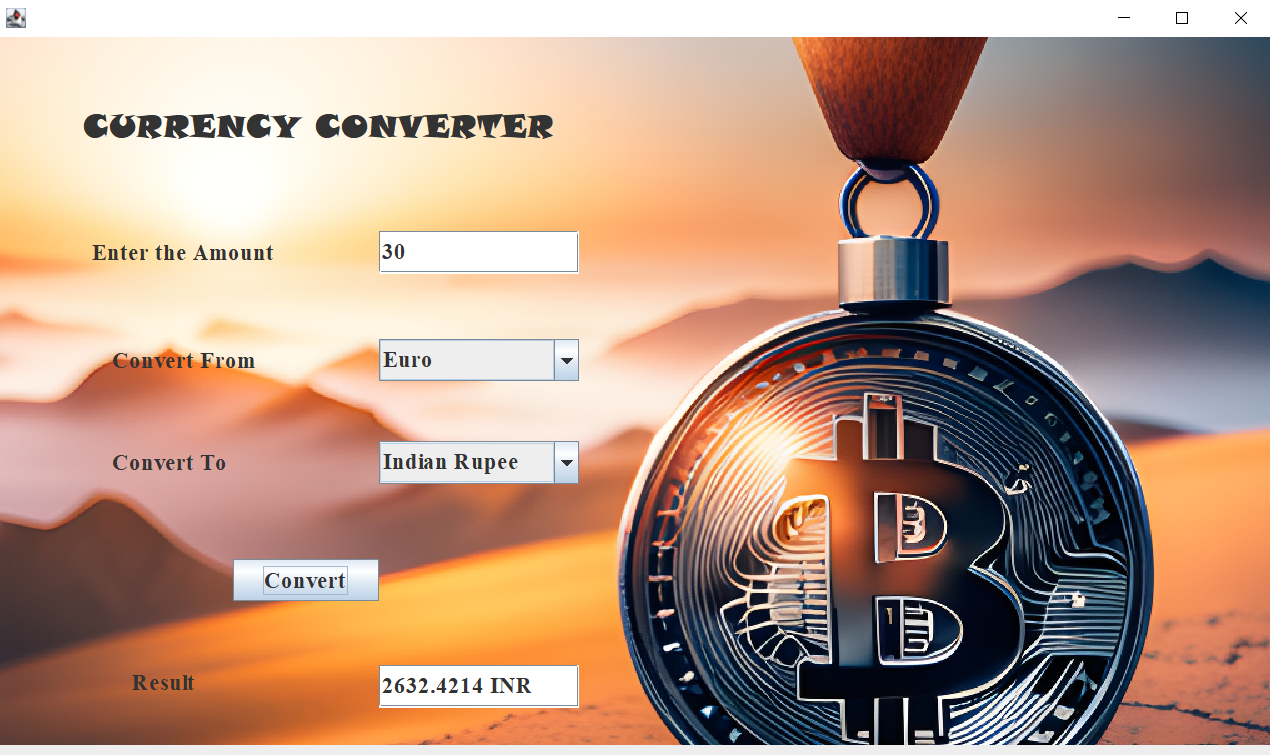 CURRENCY CONVERTER
Enter the Amount
30
Convert From
Euro
Convert To
Indian Rupee
Convert
Result
2632.4214 INR